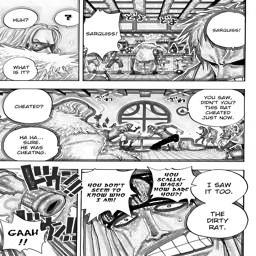 SARQUISS!
SARQUISS!
HUH?
?
WHAT
IS IT?
YOU SAW,
DIDN'T YOU?
THIS RAT
CHEATED
JUST NOW.
CHEATED?
HA HA...
SURE.
HE WAS
CHEATING.
I SAW
IT TOO.
THE
DIRTY
RAT.
YOU
SCALLY-
WAGS!
HOW DARE
YOU?!
YOU DON'T
SEEM TO
KNOW WHO
I AM!
GAAH
!!